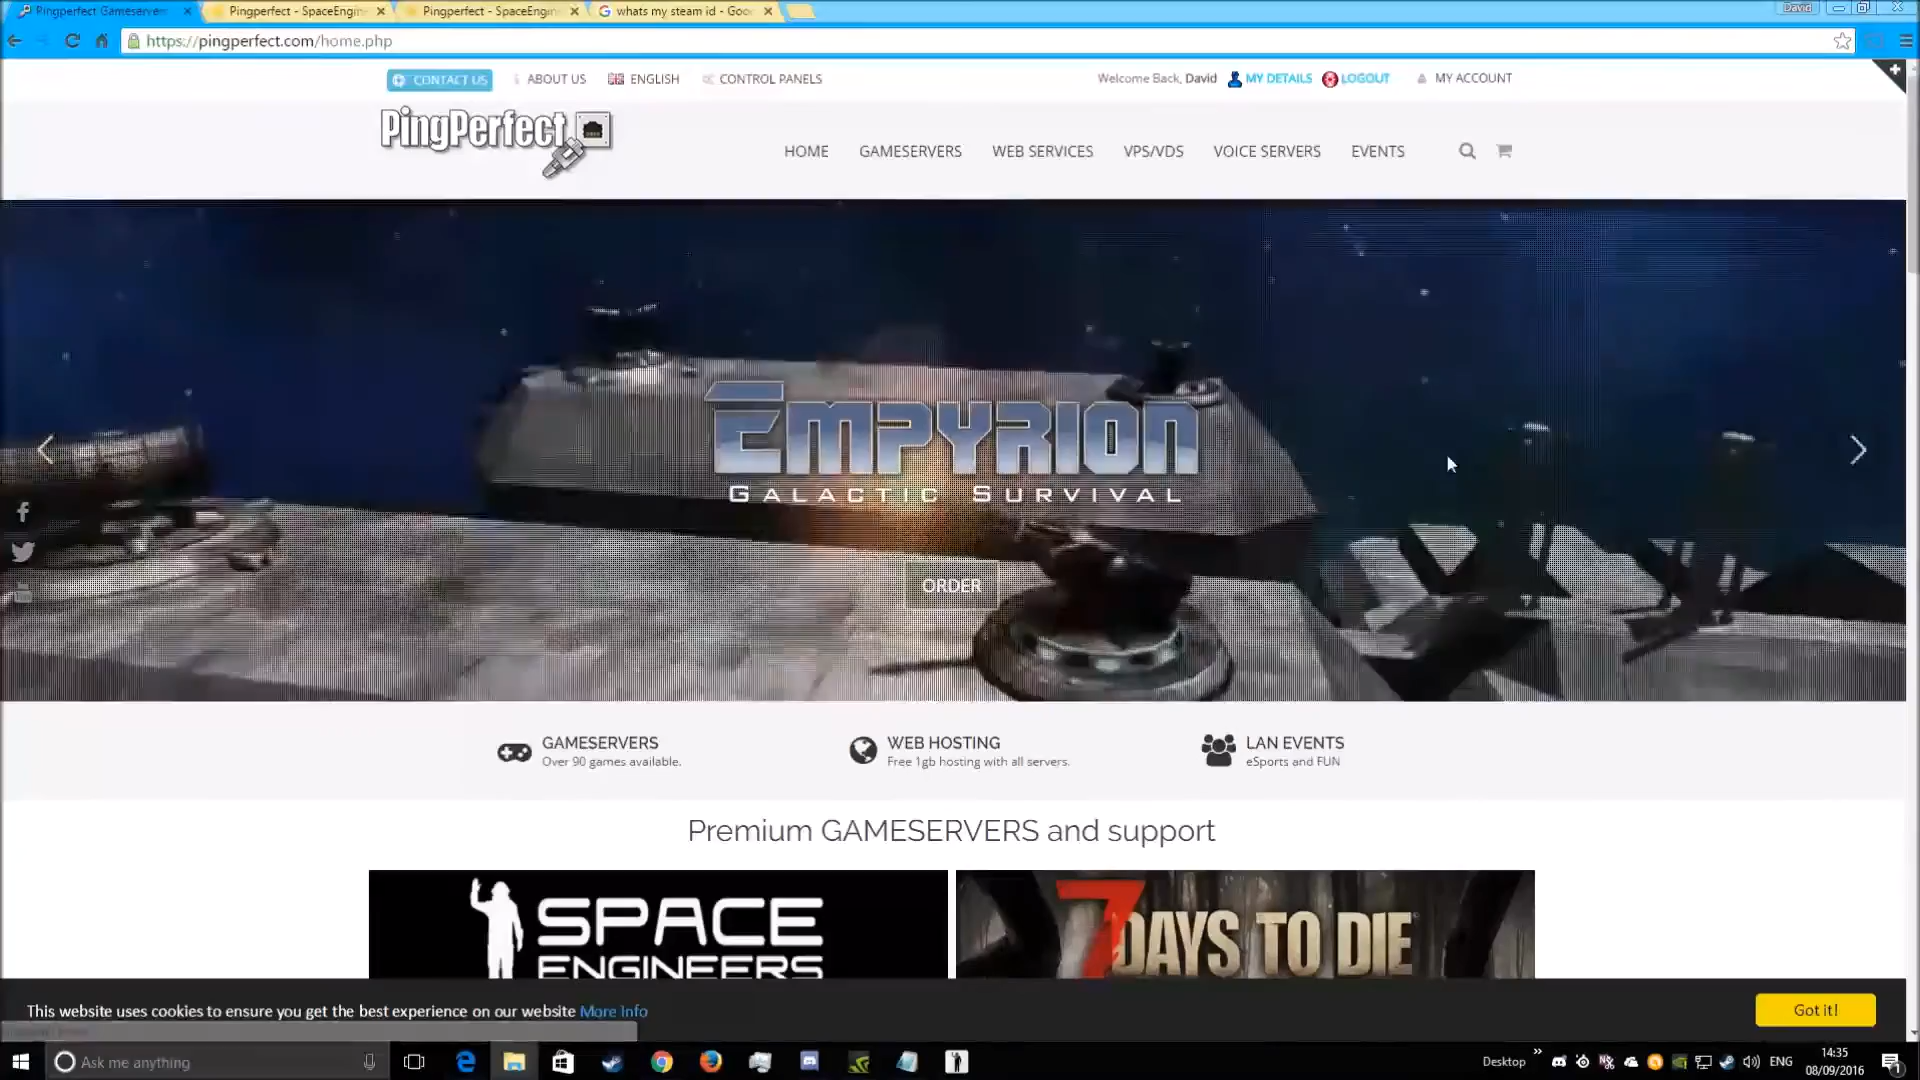 Pingperfect Gameserver
Pingperfect - SpaceEngin
Pingperfect - SpaceEngin
whats my steam id - Goo
David
https://pingperfect.com/home.php
CONTACT US
ABOUT US
ENGLISH
CONTROL PANELS
Welcome Back, David
MY DETAILS
LOGOUT
MY ACCOUNT
PingPerfect
HOME
GAMESERVERS
WEB SERVICES
VPS/VDS
VOICE SERVERS
EVENTS
EMPYRION
GALACTIC SURVIVAL
ORDER
GAMESERVERS
Over 90 games available.
WEB HOSTING
Free 1gb hosting with all servers.
LAN EVENTS
eSports and FUN
Premium GAMESERVERS and support
SPACE
ENGINEERS
7 DAYS TO DIE
This website uses cookies to ensure you get the best experience on our website More Info
Got it!
Ask me anything
Desktop
ENG
14:35
08/09/2016